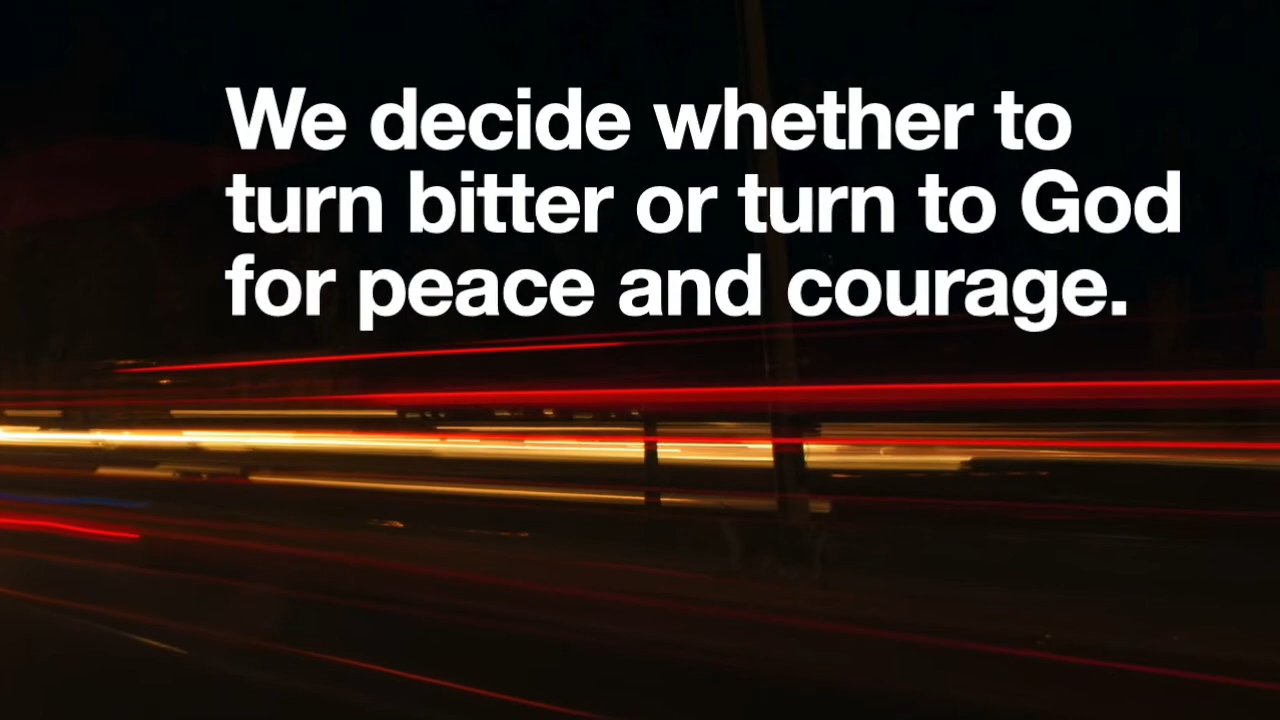 We decide whether to
turn bitter or turn to God
for peace and courage.